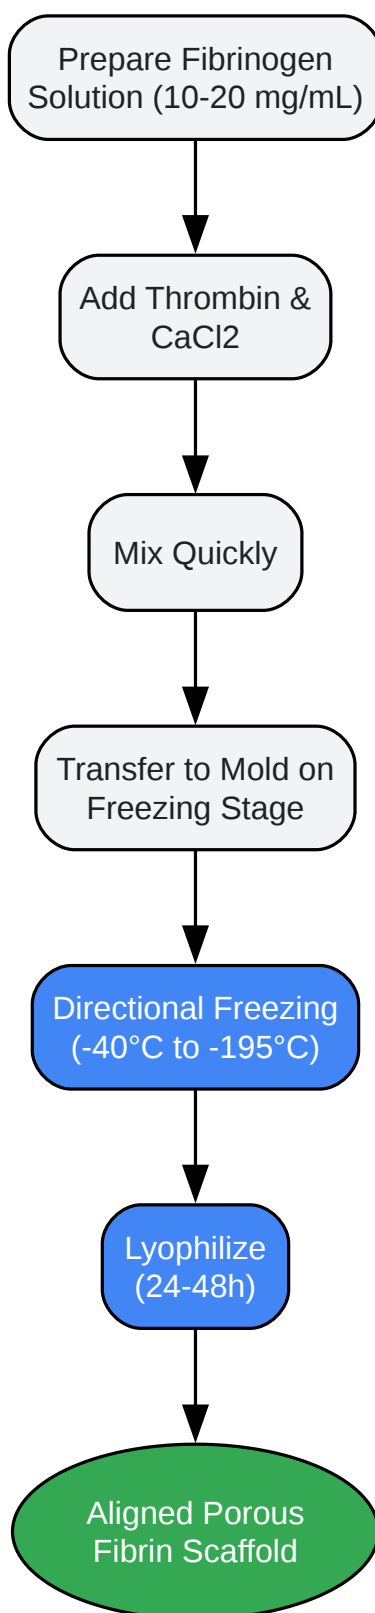 Prepare Fibrinogen
Solution (10-20 mg/mL)
Add Thrombin &
CaCl2
Mix Quickly
Transfer to Mold on
Freezing Stage
Directional Freezing
(-40°C to -195°C)
Lyophilize
(24-48h)
Aligned Porous
Fibrin Scaffold